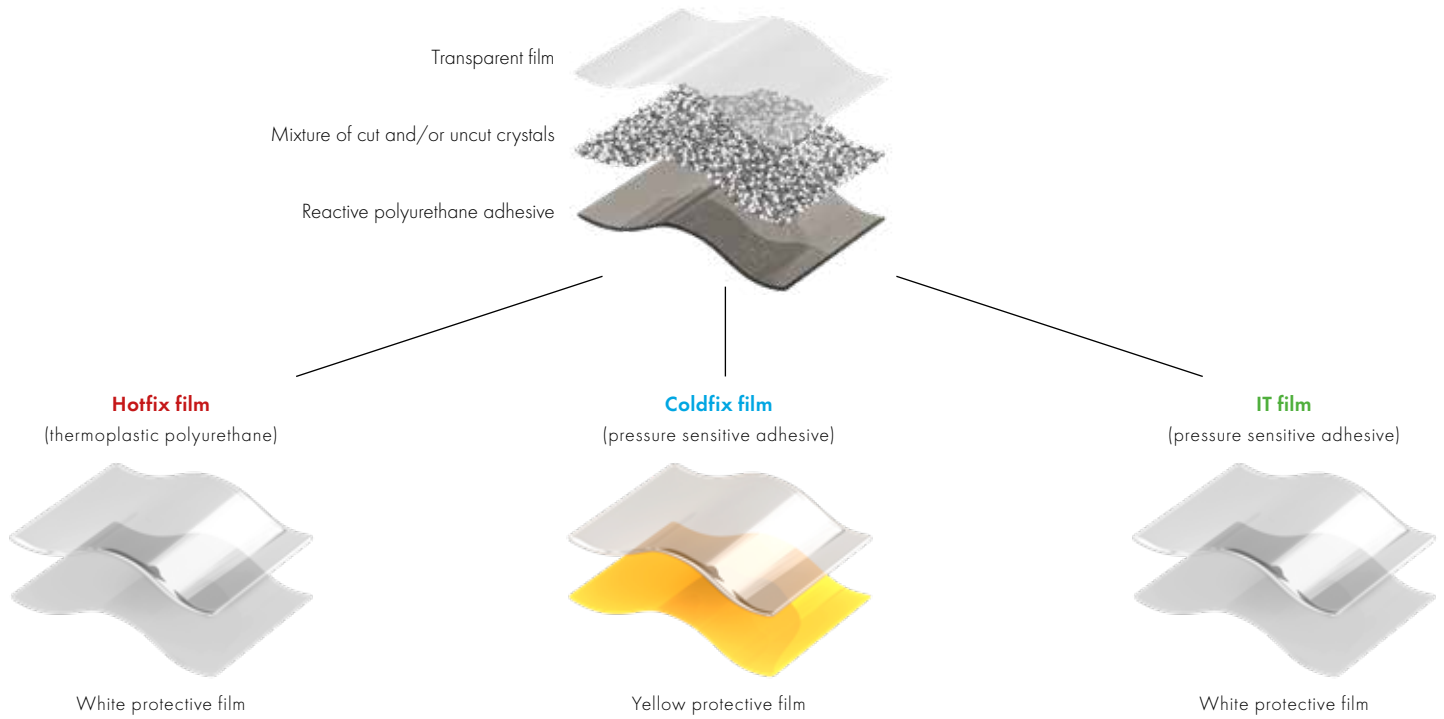 Transparent film
Mixture of cut and/or uncut crystals
Reactive polyurethane adhesive
Hotfix film
(thermoplastic polyurethane)
White protective film
Coldfix film
(pressure sensitive adhesive)
Yellow protective film
IT film
(pressure sensitive adhesive)
White protective film